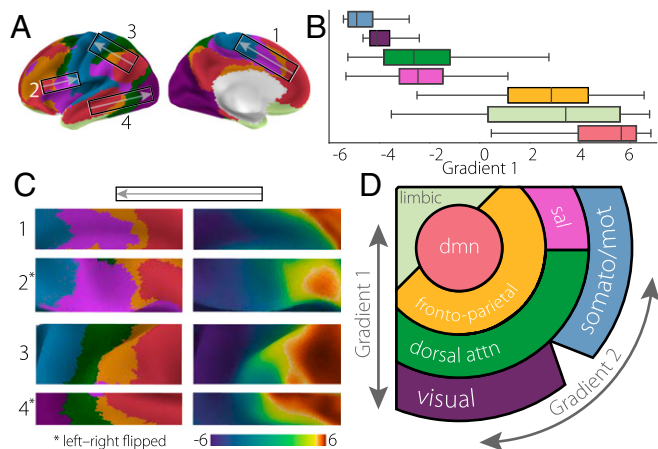 A
3
2
4
1
B
-6
-4
-2
0
2
4
6
Gradient 1
C
1
2*
3
4*
* left–right flipped
-6
6
D
limbic
sal
dmn
somato/mot
fronto-parietal
dorsal attn
visual
Gradient 1
Gradient 2